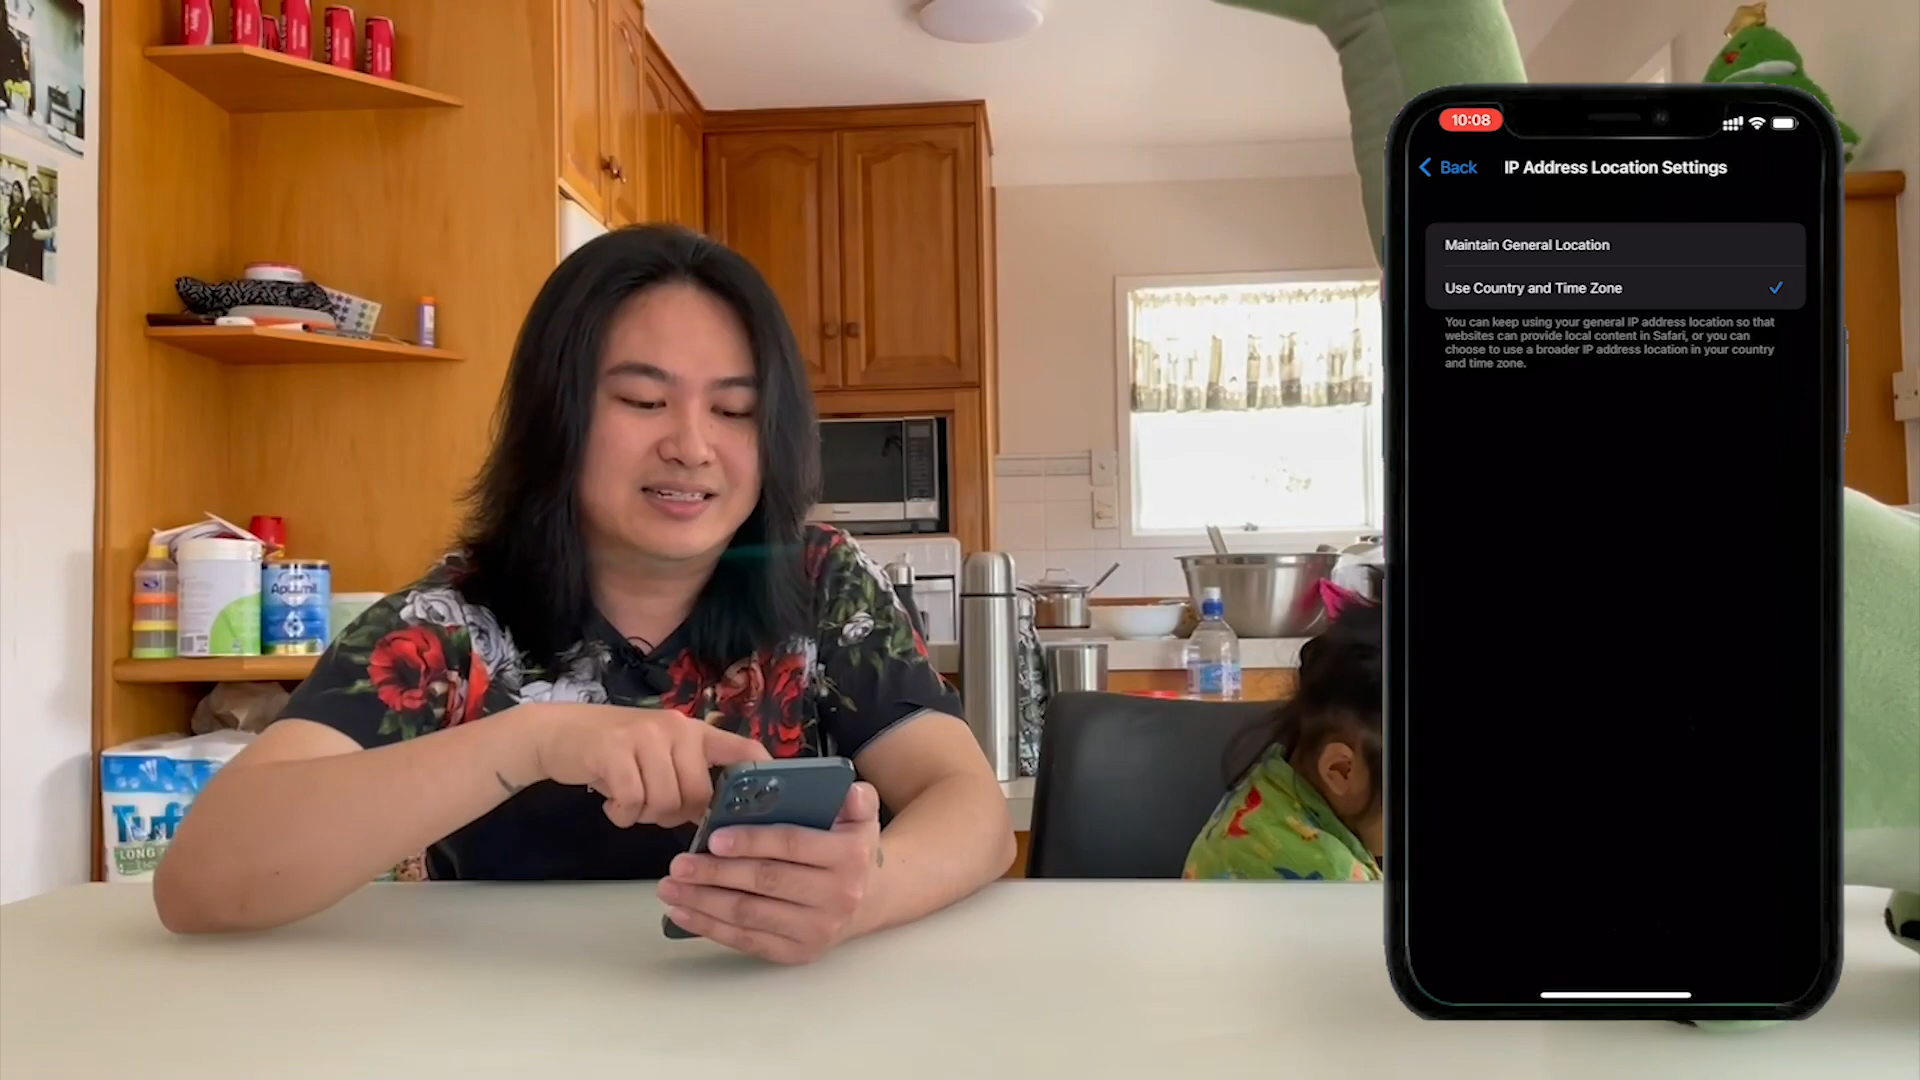 10:08
Back
IP Address Location Settings
Maintain General Location
Use Country and Time Zone
You can keep using your general IP address location so that
websites can provide local content in Safari, or you can
choose to use a broader IP address location in your country
and time zone.
Aptamil
Tuf
LONG